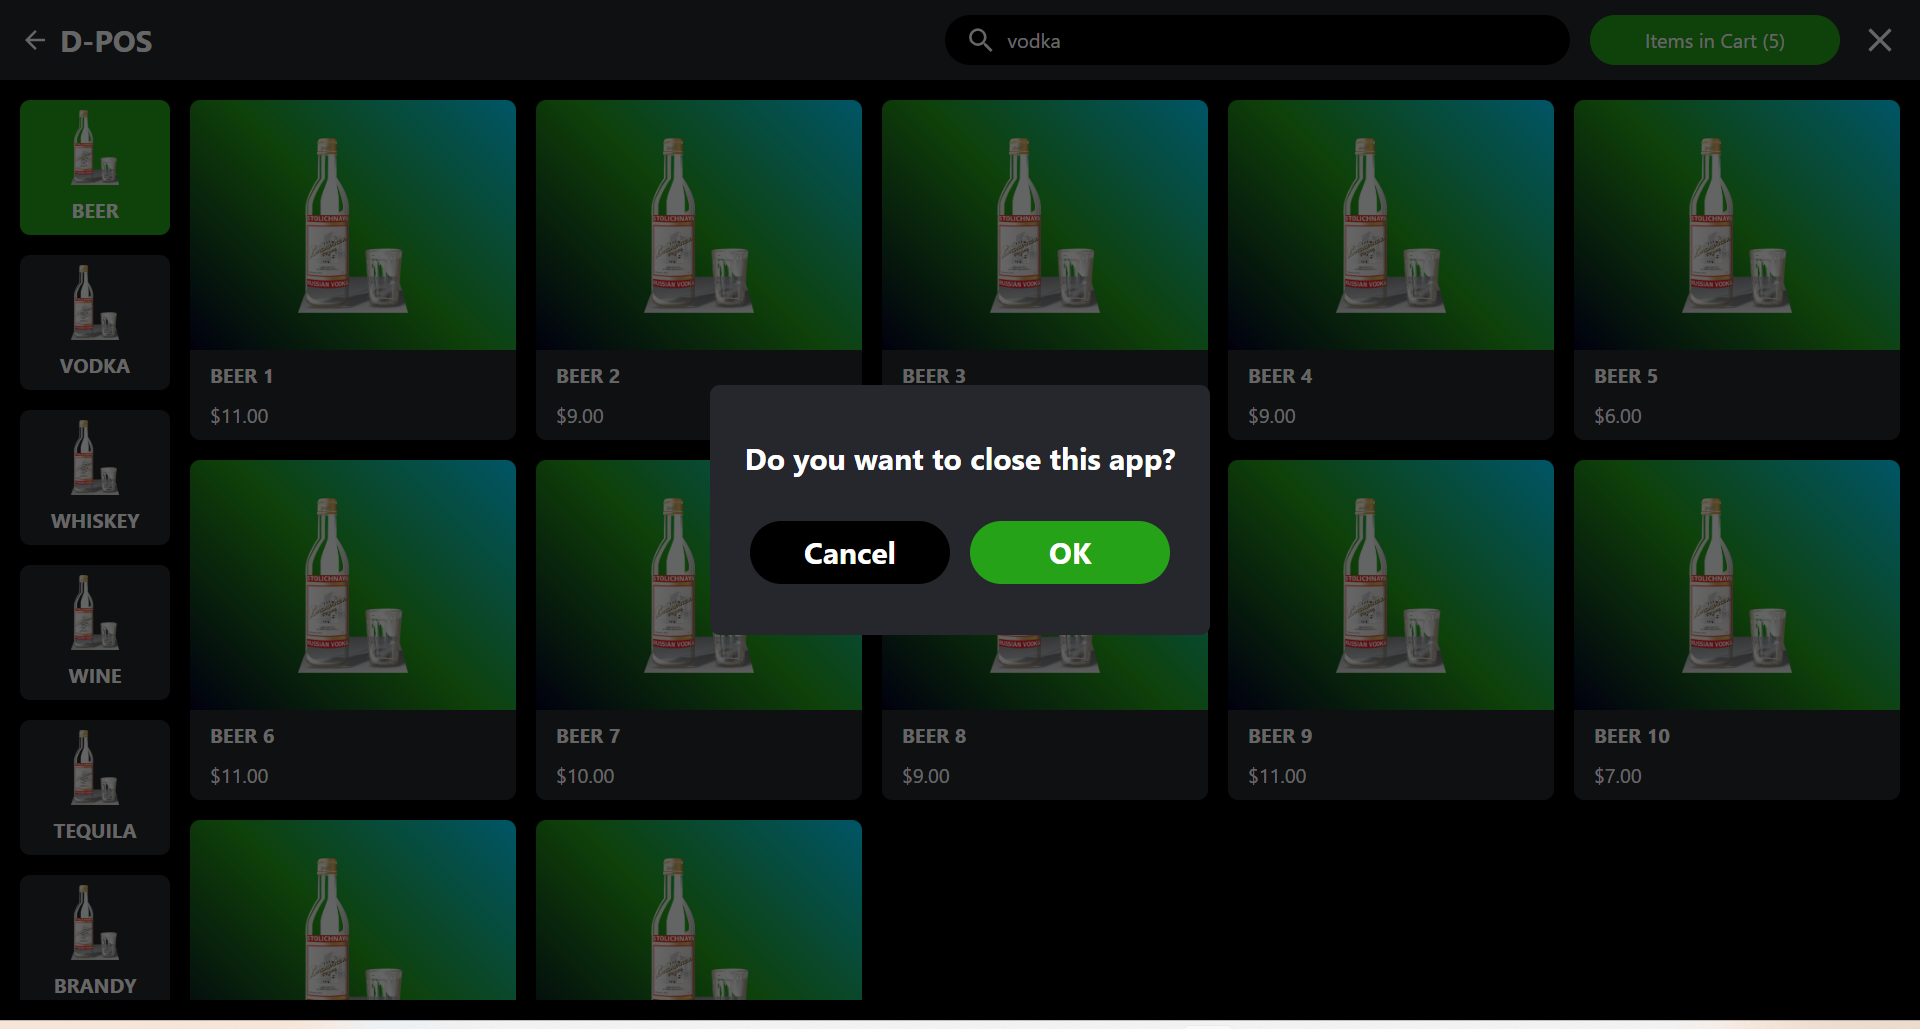 D-POS
vodka
Items in Cart (5)
BEER
VODKA
WHISKEY
WINE
TEQUILA
BRANDY
BEER 1
$11.00
BEER 2
$9.00
BEER 3
BEER 4
$9.00
BEER 5
$6.00
Do you want to close this app?
Cancel
OK
BEER 6
$11.00
BEER 7
$10.00
BEER 8
$9.00
BEER 9
$11.00
BEER 10
$7.00
STOLICHNAYA
RUSSIAN VODKA